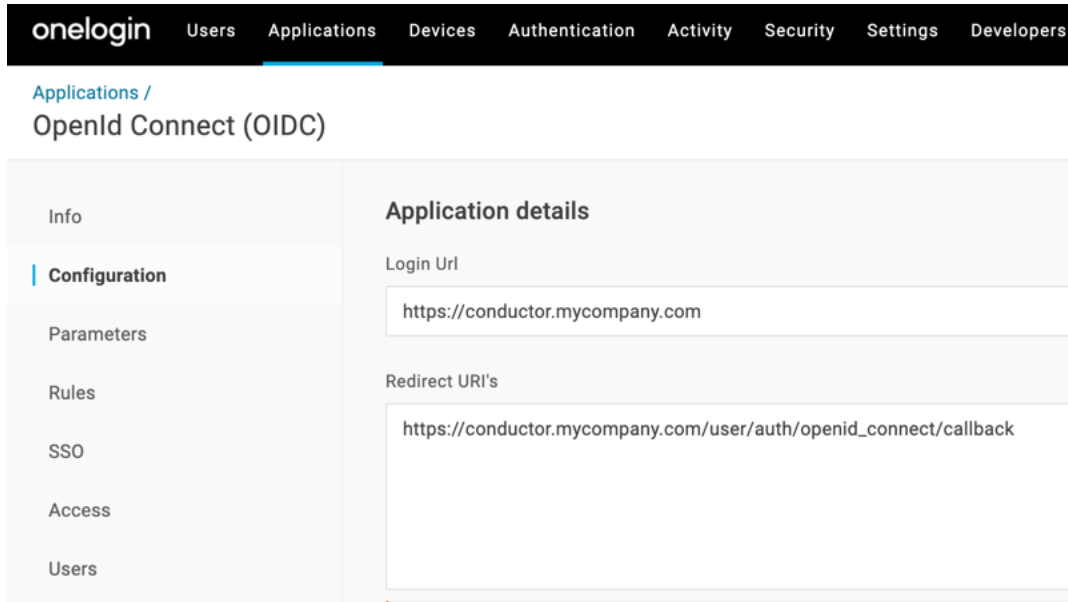 onelogin Users Applications Devices Authentication Activity Security Settings Developers
Applications /
OpenId Connect (OIDC)
Info
Configuration
Parameters
Rules
SSO
Access
Users
Application details
Login Url
https://conductor.mycompany.com
Redirect URI's
https://conductor.mycompany.com/user/auth/openid_connect/callback